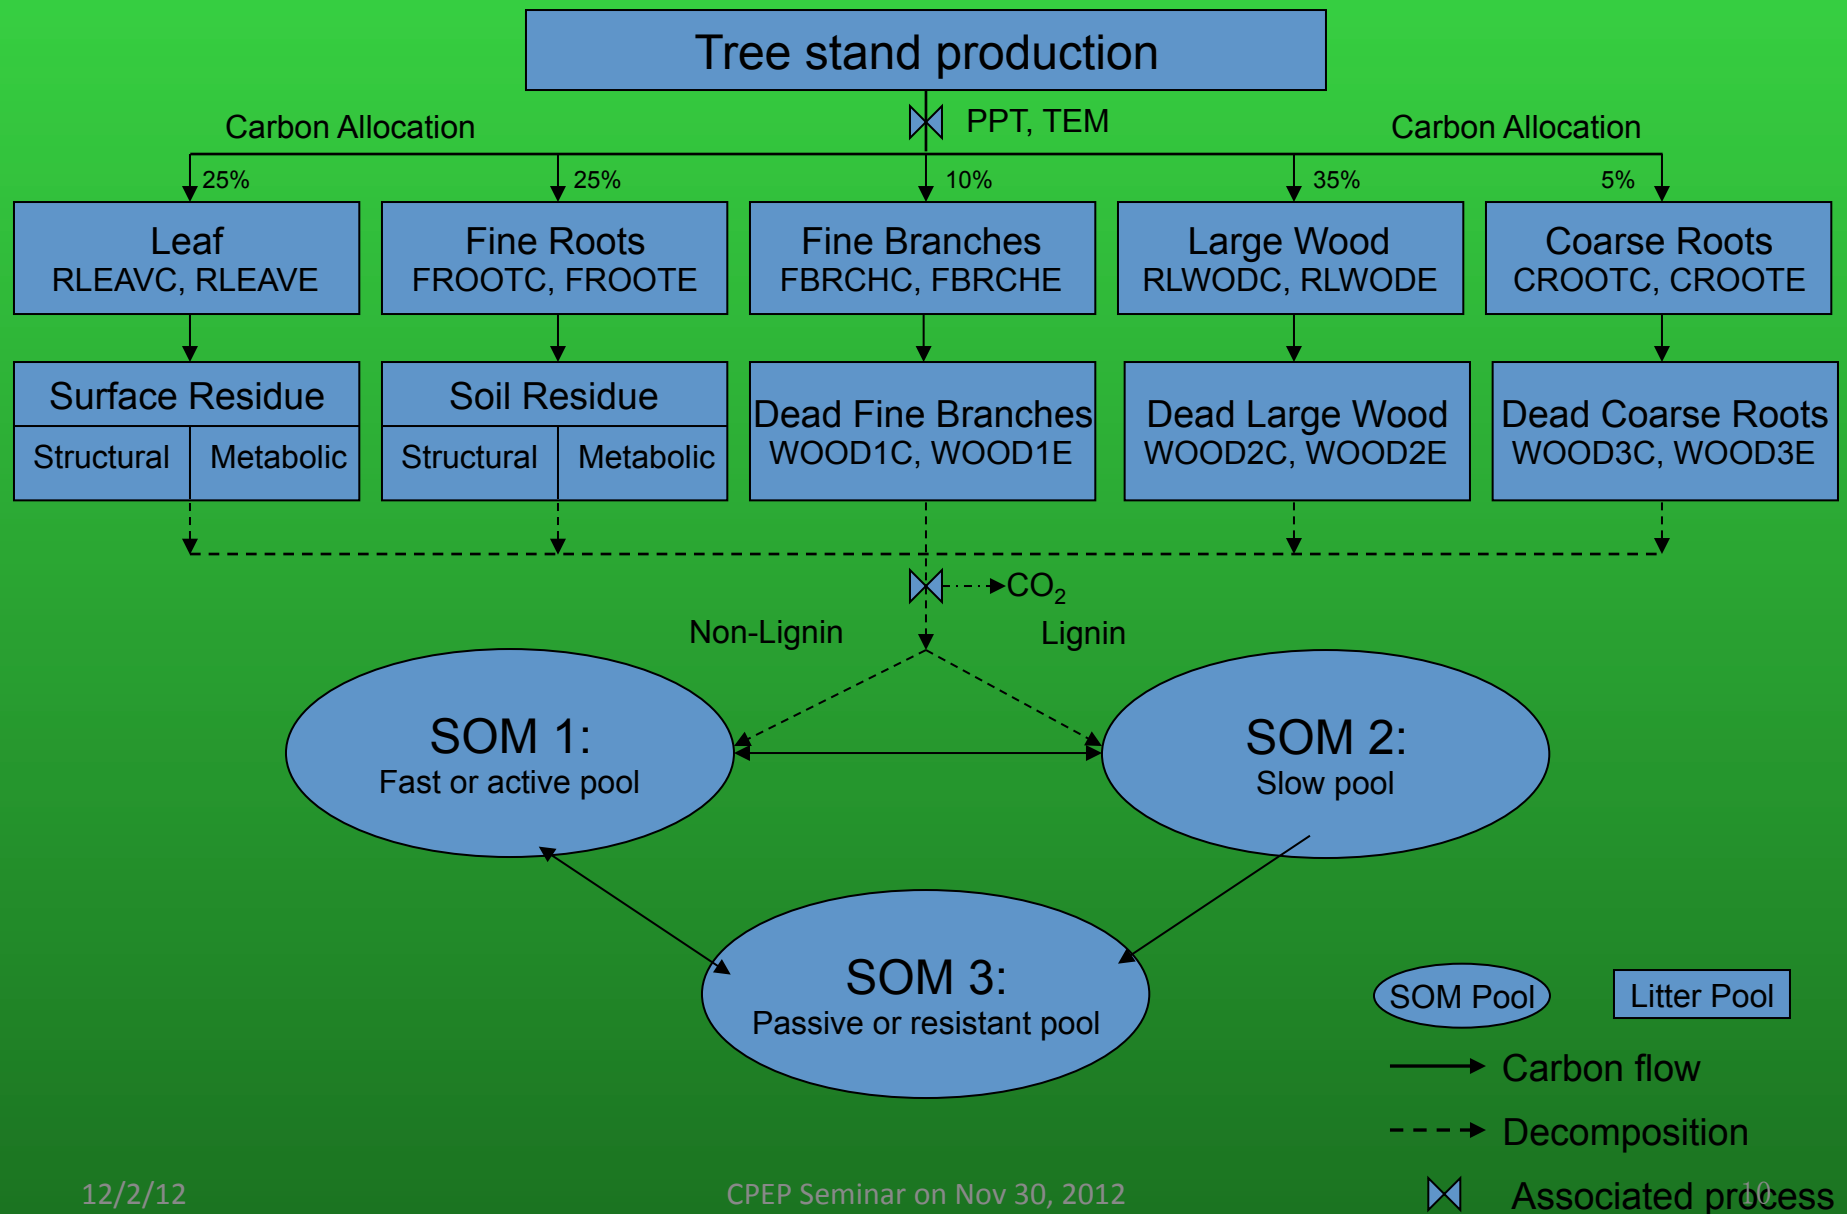 Tree stand production
PPT, TEM
Carbon Allocation
Carbon Allocation
25%
25%
10%
35%
5%
Leaf
RLEAVC, RLEAVE
Fine Roots
FROOTC, FROOTE
Fine Branches
FBRCHC, FBRCHE
Large Wood
RLWODC, RLWODE
Coarse Roots
CROOTC, CROOTE
Surface Residue
Structural
Metabolic
Soil Residue
Structural
Metabolic
Dead Fine Branches
WOOD1C, WOOD1E
Dead Large Wood
WOOD2C, WOOD2E
Dead Coarse Roots
WOOD3C, WOOD3E
CO₂
Non-Lignin
Lignin
SOM 1:
Fast or active pool
SOM 2:
Slow pool
SOM 3:
Passive or resistant pool
SOM Pool
Litter Pool
Carbon flow
Decomposition
Associated process
12/2/12
CPEP Seminar on Nov 30, 2012
10